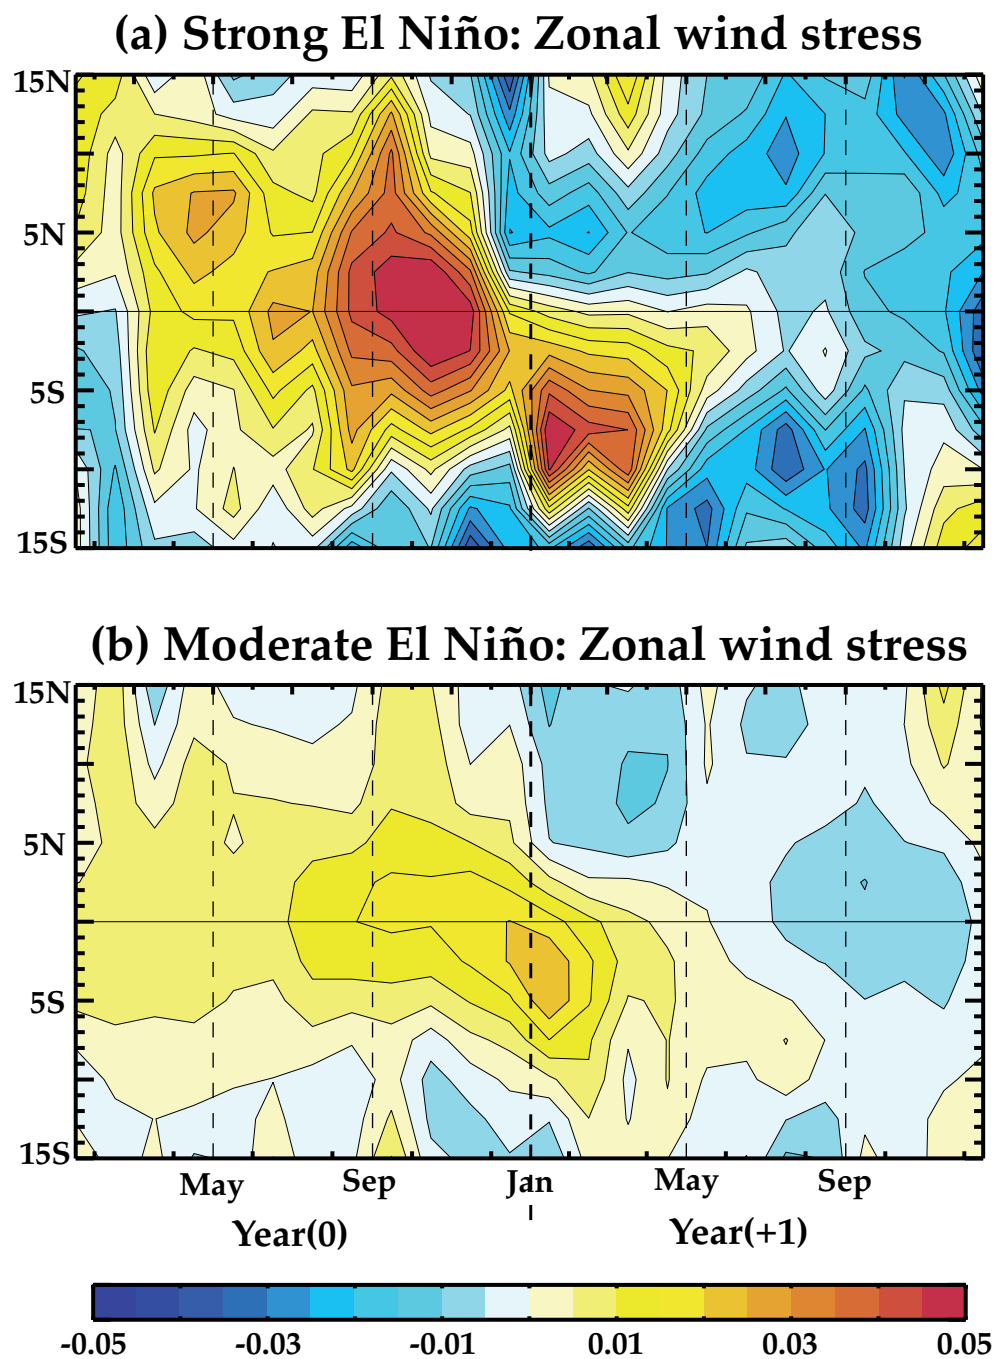 (a) Strong El Niño: Zonal wind stress
15N
5N
5S
15S
(b) Moderate El Niño: Zonal wind stress
15N
5N
5S
15S
May Sep Jan May Sep
Year(0) Year(+1)
-0.05 -0.03 -0.01 0.01 0.03 0.05